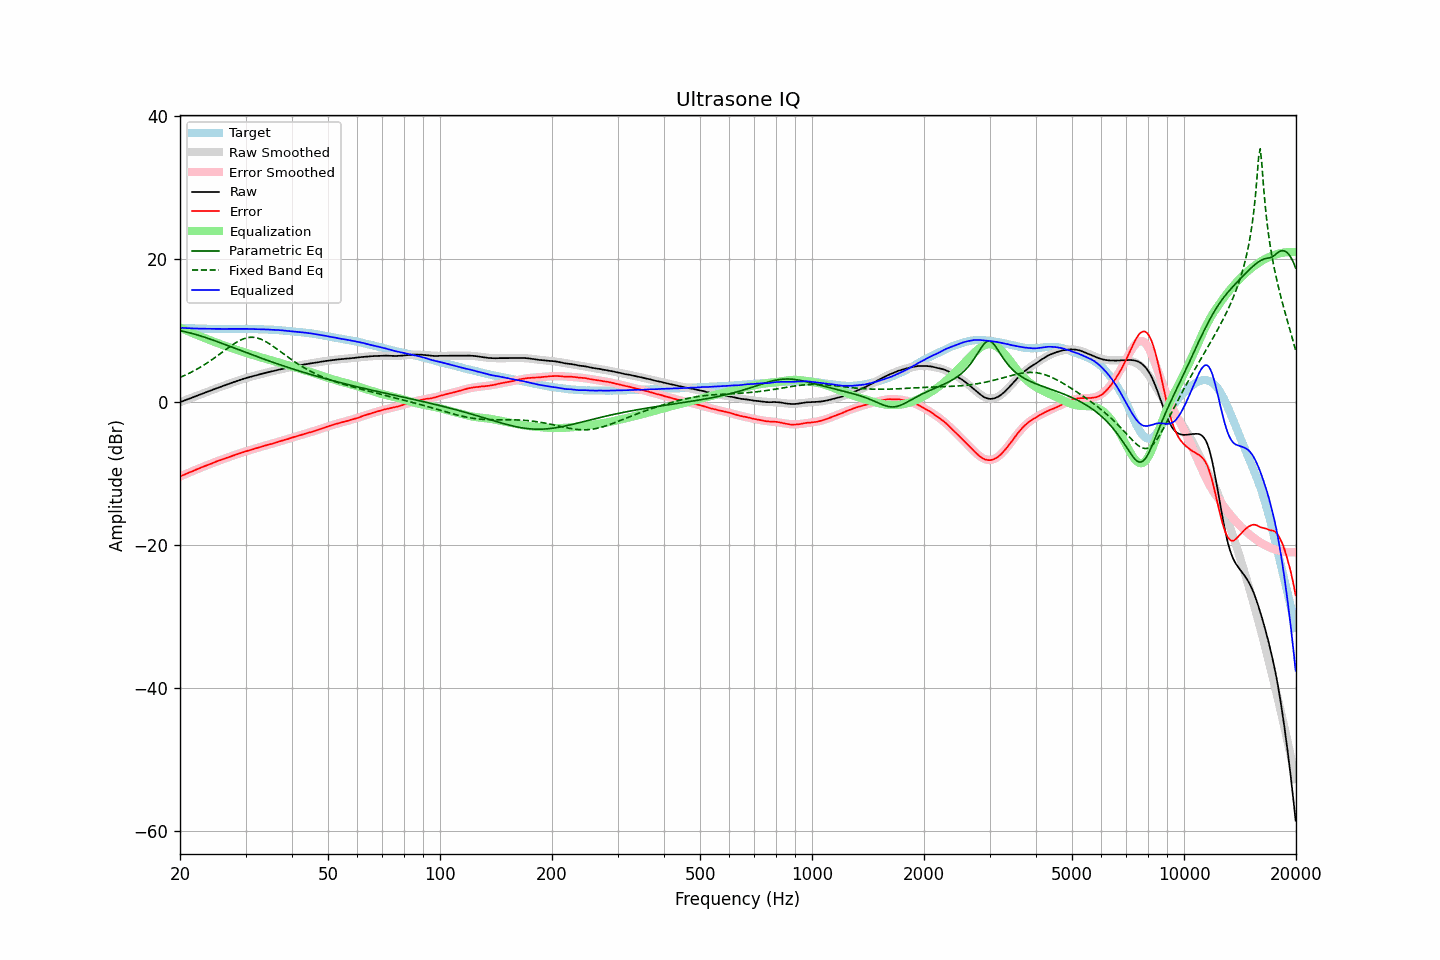 Ultrasone IQ
40
20
0
−20
−40
−60
Amplitude (dBr)
Target
Raw Smoothed
Error Smoothed
Raw
Error
Equalization
Parametric Eq
Fixed Band Eq
Equalized
20 50 100 200 500 1000 2000 5000 10000 20000
Frequency (Hz)